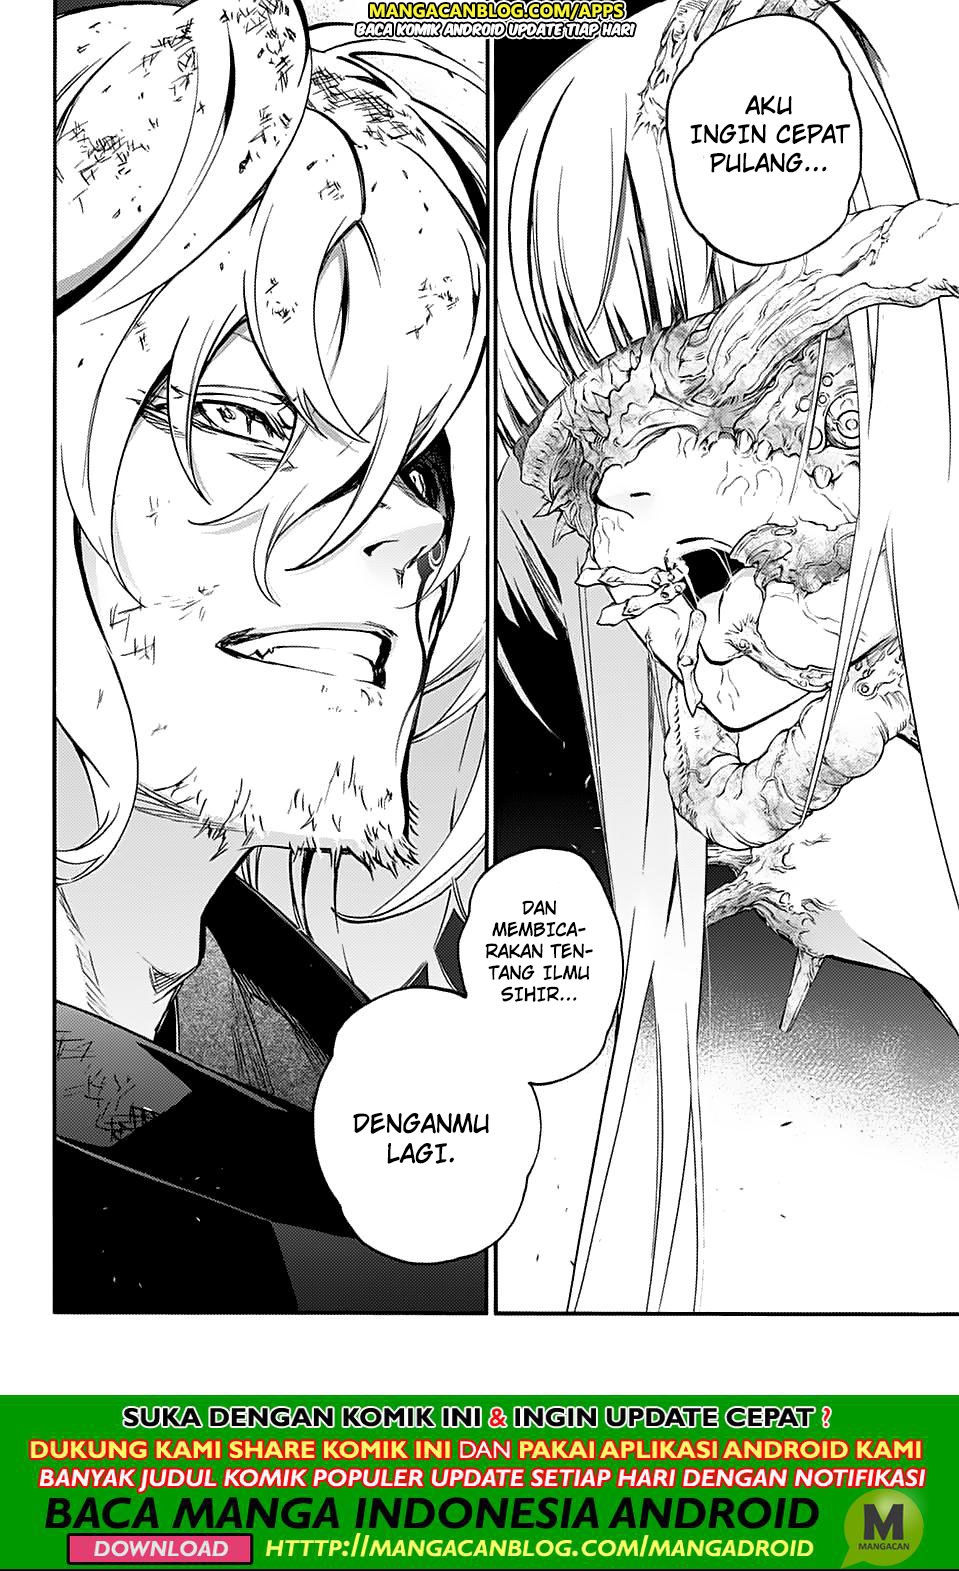 MANGACANBLOG.COM/APPS
BACA KOMIK ANDROID UPDATE TIAP HARI
AKU
INGIN CEPAT
PULANG...
DAN
MEMBICA-
RAKAN TEN-
TANG ILMU
SIHIR...
DENGANMU
LAGI.
SUKA DENGAN KOMIK INI & INGIN UPDATE CEPAT ?
DUKUNG KAMI SHARE KOMIK INI DAN PAKAI APLIKASI ANDROID KAMI
BANYAK JUDUL KOMIK POPULER UPDATE SETIAP HARI DENGAN NOTIFIKASI
BACA MANGA INDONESIA ANDROID
DOWNLOAD HTTTP://MANGACANBLOG.COM/MANGADROID
M
MANGACAN